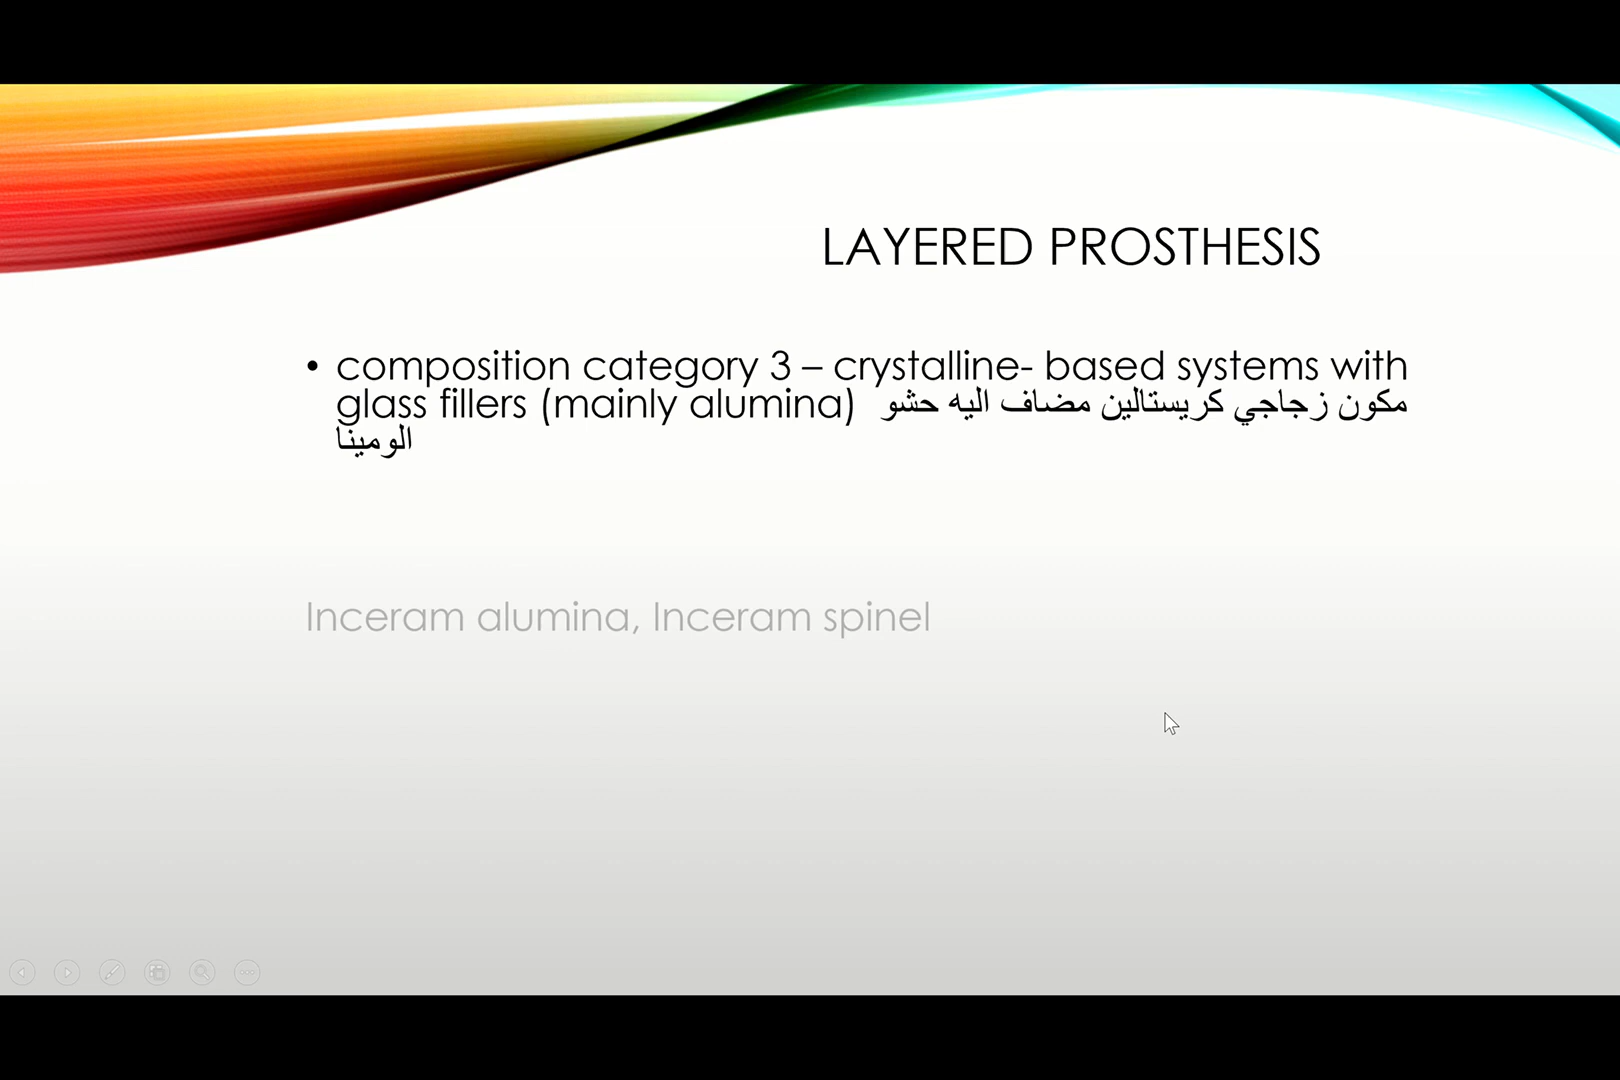 LAYERED PROSTHESIS
• composition category 3 – crystalline- based systems with
glass fillers (mainly alumina) مكون زجاجي كريستالين مضاف اليه حشو
الومينا
Inceram alumina, Inceram spinel